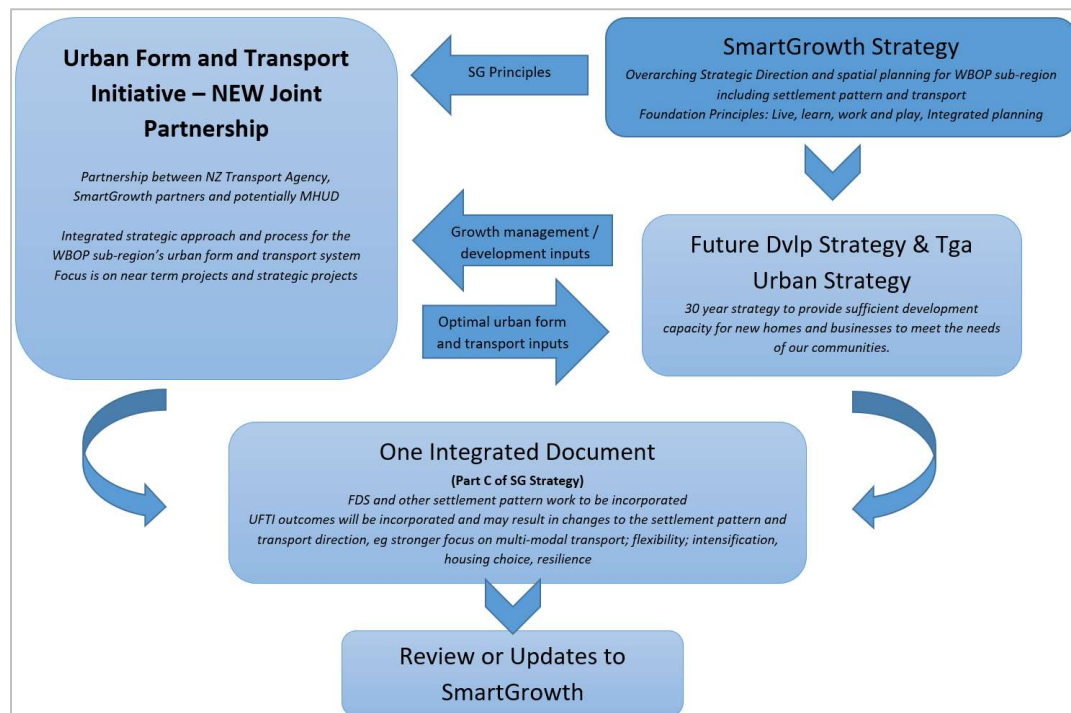 Urban Form and Transport
Initiative – NEW Joint
Partnership
Partnership between NZ Transport Agency,
SmartGrowth partners and potentially MHUD
Integrated strategic approach and process for the
WBOP sub-region's urban form and transport system
Focus is on near term projects and strategic projects
SG Principles
SmartGrowth Strategy
Overarching Strategic Direction and spatial planning for WBOP sub-region
including settlement pattern and transport
Foundation Principles: Live, learn, work and play, Integrated planning
Growth management /
development inputs
Optimal urban form
and transport inputs
Future Dvlp Strategy & Tga
Urban Strategy
30 year strategy to provide sufficient development
capacity for new homes and businesses to meet the needs
of our communities.
One Integrated Document
(Part C of SG Strategy)
FDS and other settlement pattern work to be incorporated
UFTI outcomes will be incorporated and may result in changes to the settlement pattern and
transport direction, eg stronger focus on multi-modal transport; flexibility; intensification,
housing choice, resilience
Review or Updates to
SmartGrowth